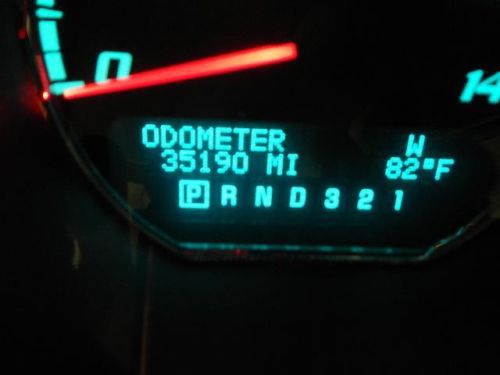 0
14
ODOMETER W
35190 MI 82°F
P R N D 3 2 1